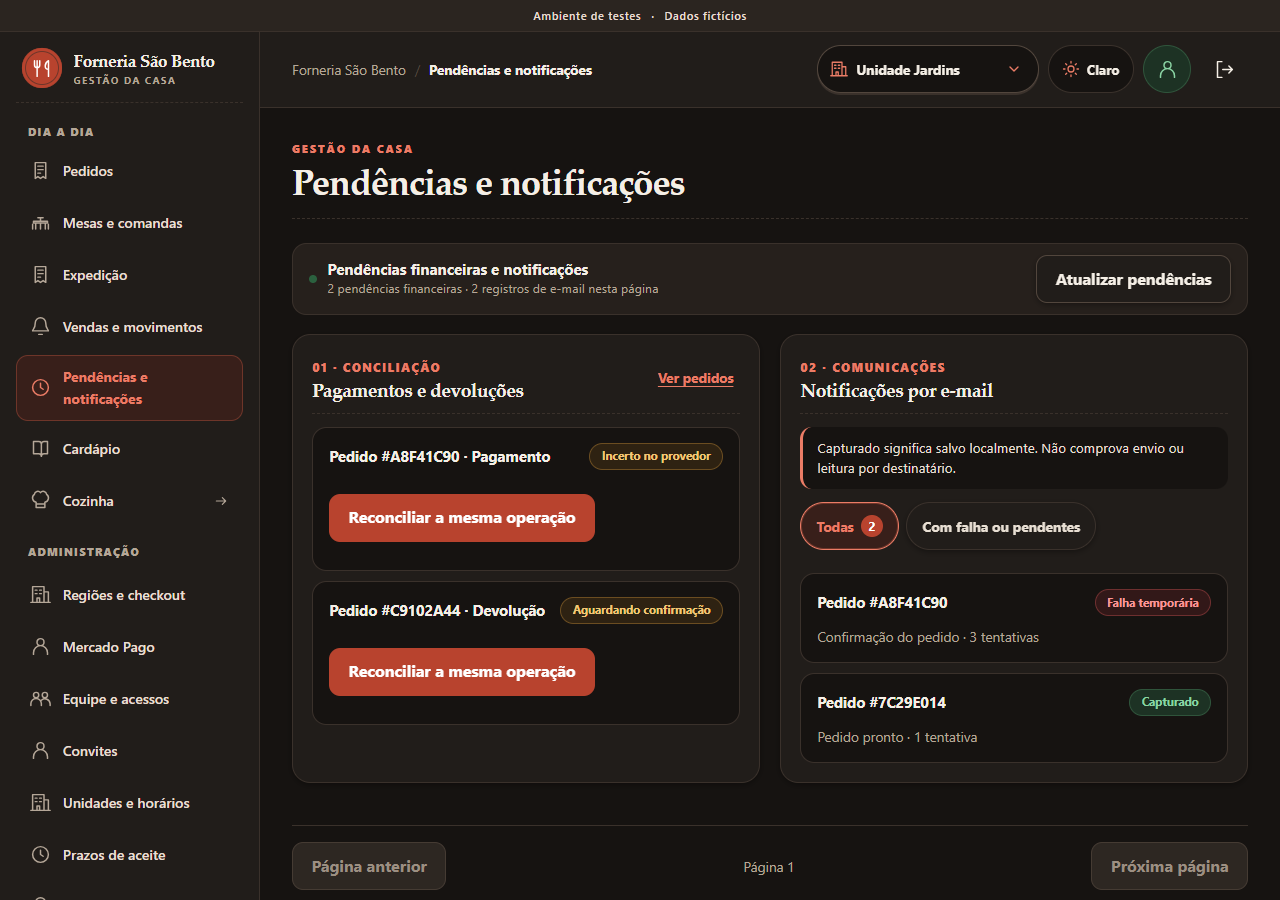 Ambiente de testes · Dados fictícios
Forneria São Bento
GESTÃO DA CASA
DIA A DIA
Pedidos
Mesas e comandas
Expedição
Vendas e movimentos
Pendências e
notificações
Cardápio
Cozinha
ADMINISTRAÇÃO
Regiões e checkout
Mercado Pago
Equipe e acessos
Convites
Unidades e horários
Prazos de aceite
Forneria São Bento / Pendências e notificações
Unidade Jardins
Claro
GESTÃO DA CASA
Pendências e notificações
Pendências financeiras e notificações
2 pendências financeiras · 2 registros de e-mail nesta página
Atualizar pendências
01 · CONCILIAÇÃO
Pagamentos e devoluções
Ver pedidos
Pedido #A8F41C90 · Pagamento
Incerto no provedor
Reconciliar a mesma operação
Pedido #C9102A44 · Devolução
Aguardando confirmação
Reconciliar a mesma operação
02 · COMUNICAÇÕES
Notificações por e-mail
Capturado significa salvo localmente. Não comprova envio ou
leitura por destinatário.
Todas 2
Com falha ou pendentes
Pedido #A8F41C90
Falha temporária
Confirmação do pedido · 3 tentativas
Pedido #7C29E014
Capturado
Pedido pronto · 1 tentativa
Página anterior
Página 1
Próxima página